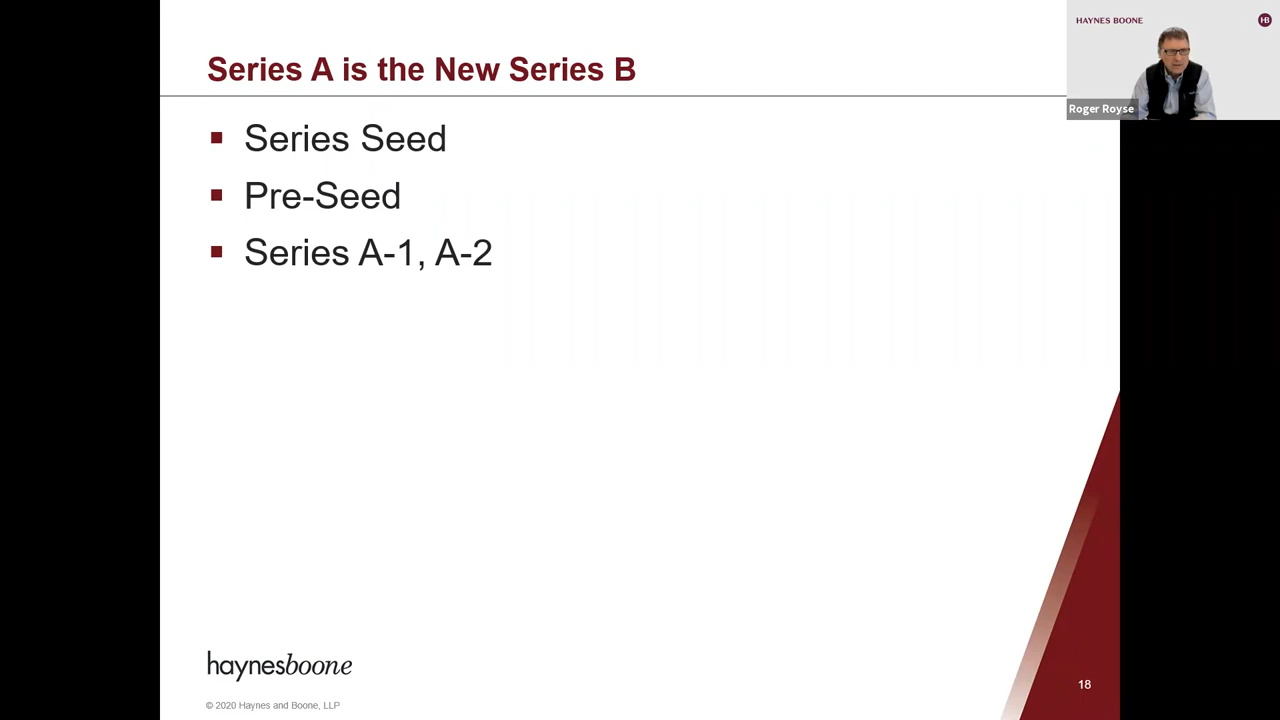 Series A is the New Series B
Series Seed
Pre-Seed
Series A-1, A-2
haynesboone
© 2020 Haynes and Boone, LLP
18
HAYNES BOONE
HB
Roger Royse